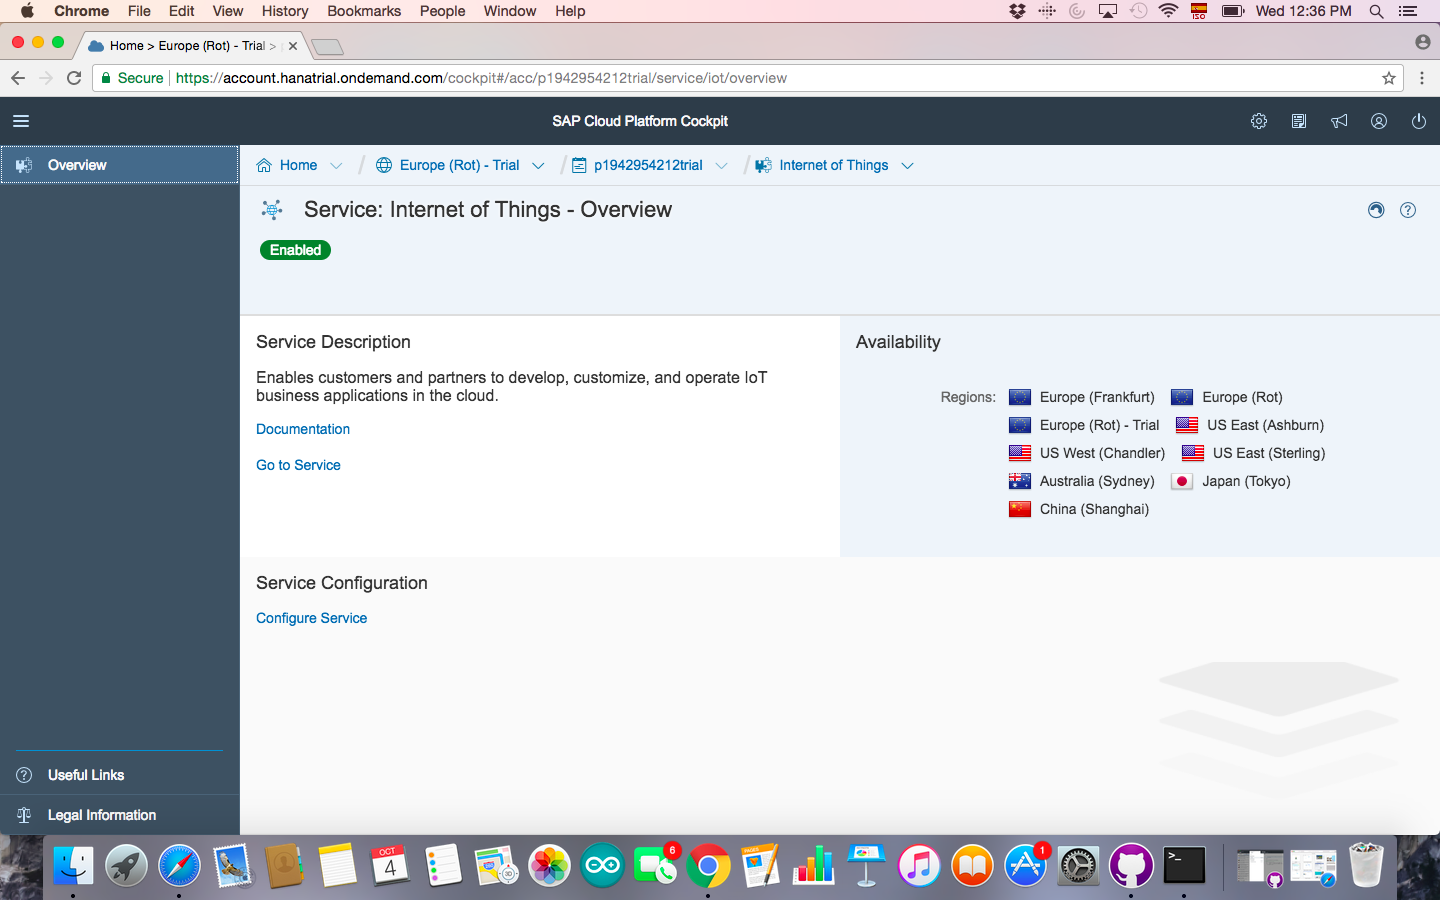 Chrome File Edit View History Bookmarks People Window Help
ISO Wed 12:36 PM
Home > Europe (Rot) - Trial >
Secure https://account.hanatrial.ondemand.com/cockpit#/acc/p1942954212trial/service/iot/overview
SAP Cloud Platform Cockpit
Overview
Home Europe (Rot) - Trial p1942954212trial Internet of Things
Service: Internet of Things - Overview
Enabled
Service Description
Enables customers and partners to develop, customize, and operate IoT
business applications in the cloud.
Documentation
Go to Service
Availability
Regions: Europe (Frankfurt) Europe (Rot)
Europe (Rot) - Trial US East (Ashburn)
US West (Chandler) US East (Sterling)
Australia (Sydney) Japan (Tokyo)
China (Shanghai)
Service Configuration
Configure Service
Useful Links
Legal Information
OCT
4
3D
6
PAGES
1
>_